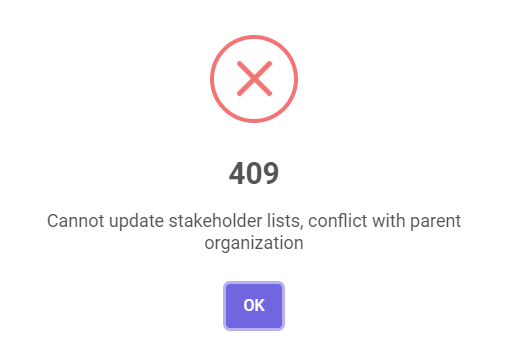 409
Cannot update stakeholder lists, conflict with parent
organization
OK